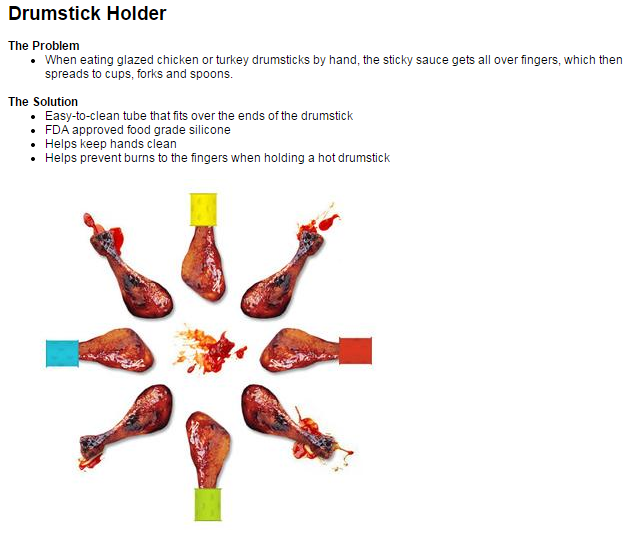 Drumstick Holder
The Problem
• When eating glazed chicken or turkey drumsticks by hand, the sticky sauce gets all over fingers, which then
spreads to cups, forks and spoons.
The Solution
• Easy-to-clean tube that fits over the ends of the drumstick
• FDA approved food grade silicone
• Helps keep hands clean
• Helps prevent burns to the fingers when holding a hot drumstick